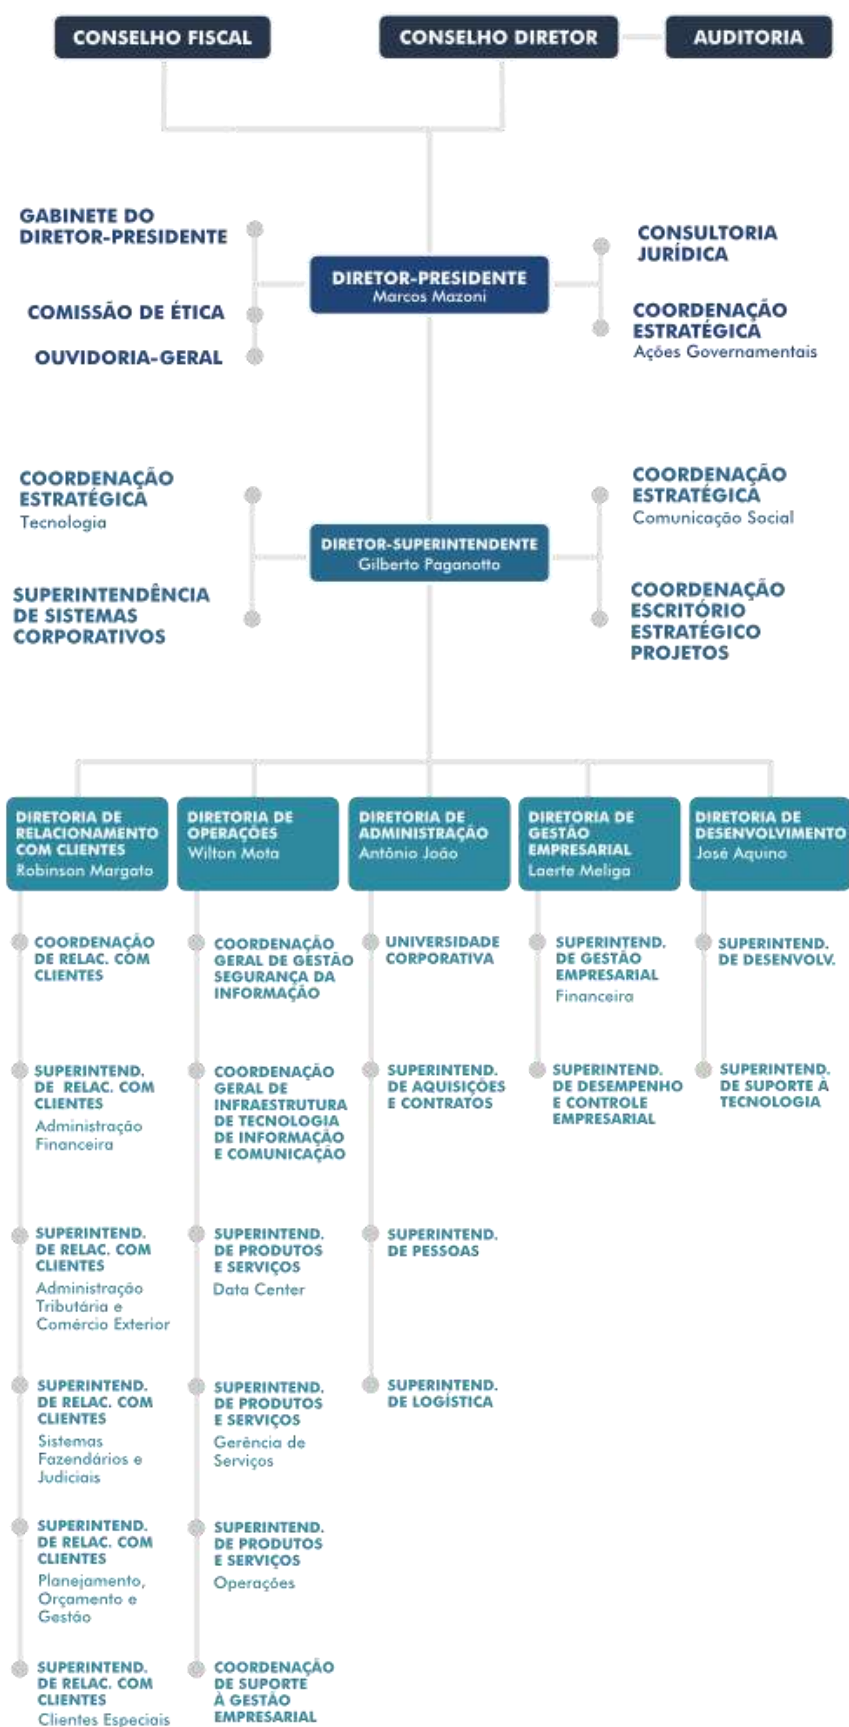 CONSELHO FISCAL
CONSELHO DIRETOR
AUDITORIA
GABINETE DO
DIRETOR-PRESIDENTE
COMISSÃO DE ÉTICA
OUVIDORIA-GERAL
DIRETOR-PRESIDENTE
Marcos Mazoni
CONSULTORIA
JURÍDICA
COORDENAÇÃO
ESTRATÉGICA
Ações Governamentais
COORDENAÇÃO
ESTRATÉGICA
Tecnologia
SUPERINTENDÊNCIA
DE SISTEMAS
CORPORATIVOS
DIRETOR-SUPERINTENDENTE
Gilberto Paganotto
COORDENAÇÃO
ESTRATÉGICA
Comunicação Social
COORDENAÇÃO
ESCRITÓRIO
ESTRATÉGICO
PROJETOS
DIRETORIA DE
RELACIONAMENTO
COM CLIENTES
Robinson Margato
COORDENAÇÃO
DE RELAC. COM
CLIENTES
SUPERINTEND.
DE RELAC. COM
CLIENTES
Administração
Financeira
SUPERINTEND.
DE RELAC. COM
CLIENTES
Administração
Tributária e
Comércio Exterior
SUPERINTEND.
DE RELAC. COM
CLIENTES
Sistemas
Fazendários e
Judiciais
SUPERINTEND.
DE RELAC. COM
CLIENTES
Planejamento,
Orçamento e
Gestão
SUPERINTEND.
DE RELAC. COM
CLIENTES
Clientes Especiais
DIRETORIA DE
OPERAÇÕES
Wilton Mota
COORDENAÇÃO
GERAL DE GESTÃO
SEGURANÇA DA
INFORMAÇÃO
COORDENAÇÃO
GERAL DE
INFRAESTRUTURA
DE TECNOLOGIA
DE INFORMAÇÃO
E COMUNICAÇÃO
SUPERINTEND.
DE PRODUTOS
E SERVIÇOS
Data Center
SUPERINTEND.
DE PRODUTOS
E SERVIÇOS
Gerência de
Serviços
SUPERINTEND.
DE PRODUTOS
E SERVIÇOS
Operações
COORDENAÇÃO
DE SUPORTE
À GESTÃO
EMPRESARIAL
DIRETORIA DE
ADMINISTRAÇÃO
Antônio João
UNIVERSIDADE
CORPORATIVA
SUPERINTEND.
DE AQUISIÇÕES
E CONTRATOS
SUPERINTEND.
DE PESSOAS
SUPERINTEND.
DE LOGÍSTICA
DIRETORIA DE
GESTÃO
EMPRESARIAL
Laerte Meliga
SUPERINTEND.
DE GESTÃO
EMPRESARIAL
Financeira
SUPERINTEND.
DE DESEMPENHO
E CONTROLE
EMPRESARIAL
DIRETORIA DE
DESENVOLVIMENTO
José Aquino
SUPERINTEND.
DE DESENVOLV.
SUPERINTEND.
DE SUPORTE À
TECNOLOGIA